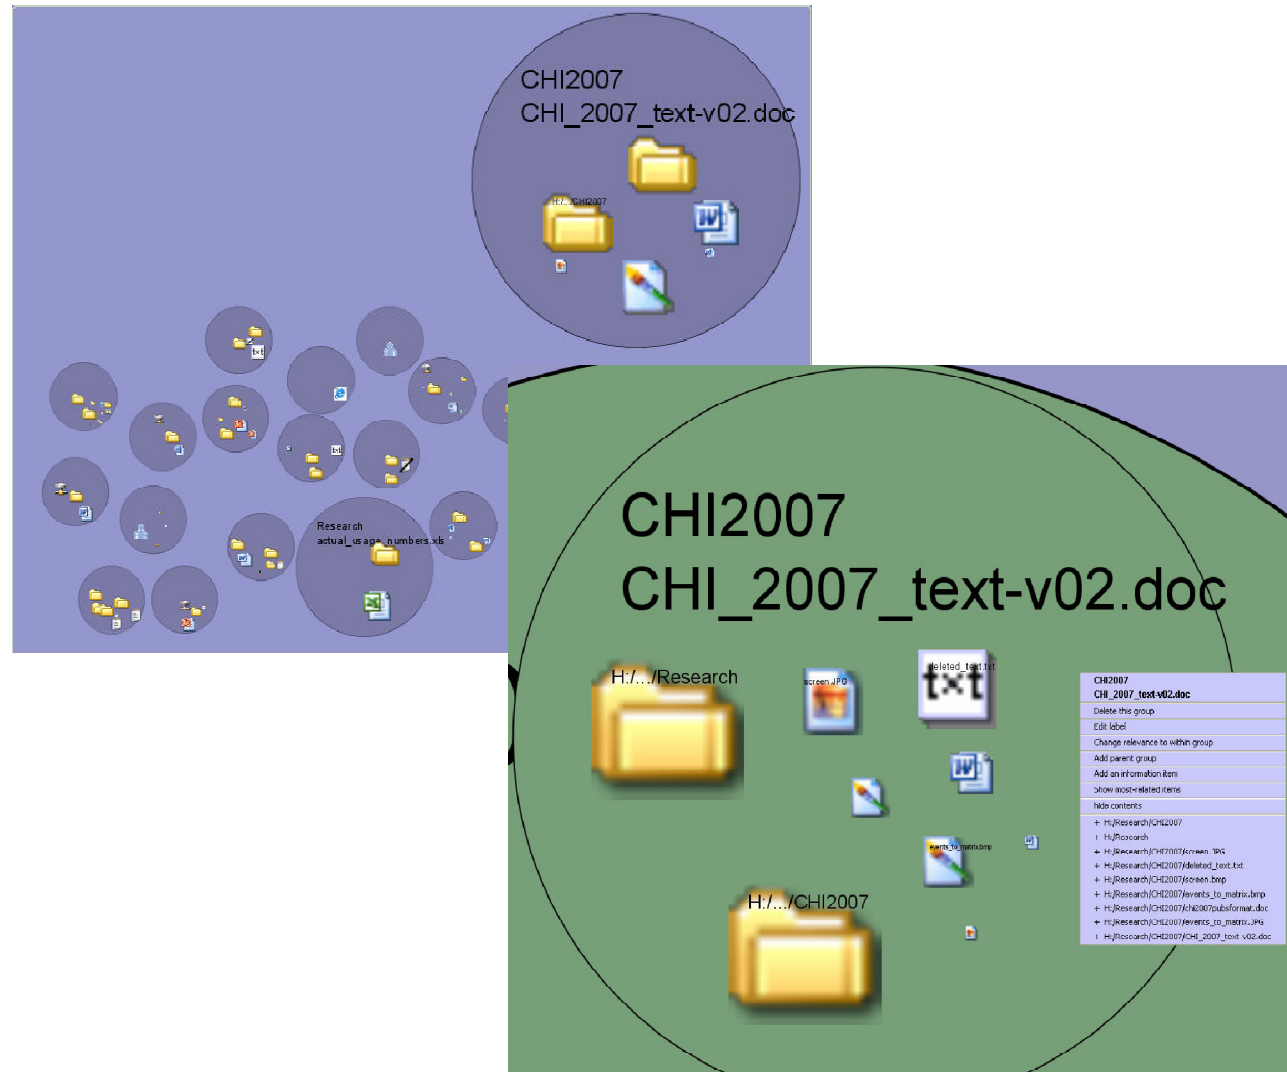 CHI2007
CHI_2007_text-v02.doc
H:/.../CHI2007
txt
txt
Research
actual_usage_numbers.xls
CHI2007
CHI_2007_text-v02.doc
H:/.../Research
screen.JPG
deleted_text.txt
txt
events_to_matrix.bmp
H:/.../CHI2007
CHI2007
CHI_2007_text-v02.doc
Delete this group
Edit label
Change relevance to within group
Add parent group
Add an information item
Show most-related items
hide contents
+ H:/Research/CHI2007
+ H:/Research
+ H:/Research/CHI2007/screen.JPG
+ H:/Research/CHI2007/deleted_text.txt
+ H:/Research/CHI2007/screen.bmp
+ H:/Research/CHI2007/events_to_matrix.bmp
+ H:/Research/CHI2007/chi2007pubsformat.doc
+ H:/Research/CHI2007/events_to_matrix.JPG
+ H:/Research/CHI2007/CHI_2007_text-v02.doc